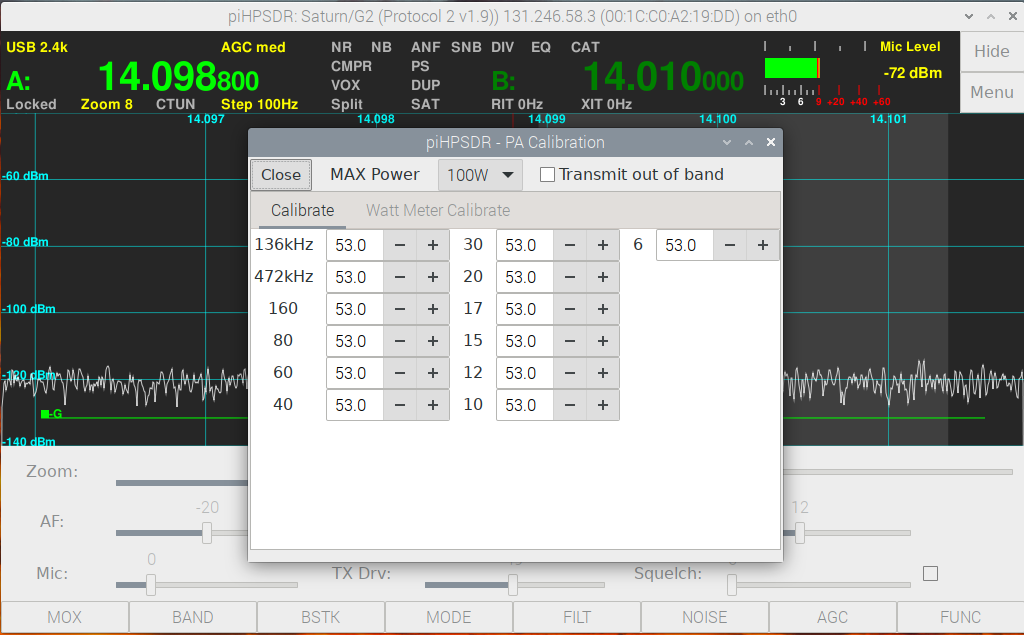 piHPSDR: Saturn/G2 (Protocol 2 v1.9)) 131.246.58.3 (00:1C:C0:A2:19:DD) on eth0
USB 2.4k AGC med NR NB ANF SNB DIV EQ CAT Mic Level Hide
A: 14.098800 CMPR PS B: 14.010000 -72 dBm
VOX DUP
Locked Zoom 8 CTUN Step 100Hz Split SAT RIT 0Hz XIT 0Hz 3 6 9 +20 +40 +60 Menu
14.097 14.098 14.099 14.100 14.101
piHPSDR - PA Calibration
Close MAX Power 100W Transmit out of band
-60 dBm
Calibrate Watt Meter Calibrate
136kHz 53.0 − + 30 53.0 − + 6 53.0 − +
-80 dBm
472kHz 53.0 − + 20 53.0 − +
160 53.0 − + 17 53.0 − +
-100 dBm
80 53.0 − + 15 53.0 − +
60 53.0 − + 12 53.0 − +
-120 dBm
40 53.0 − + 10 53.0 − +
-G
-140 dBm
Zoom:
-20 12
AF:
0
Mic: TX Drv: Squelch:
MOX BAND BSTK MODE FILT NOISE AGC FUNC